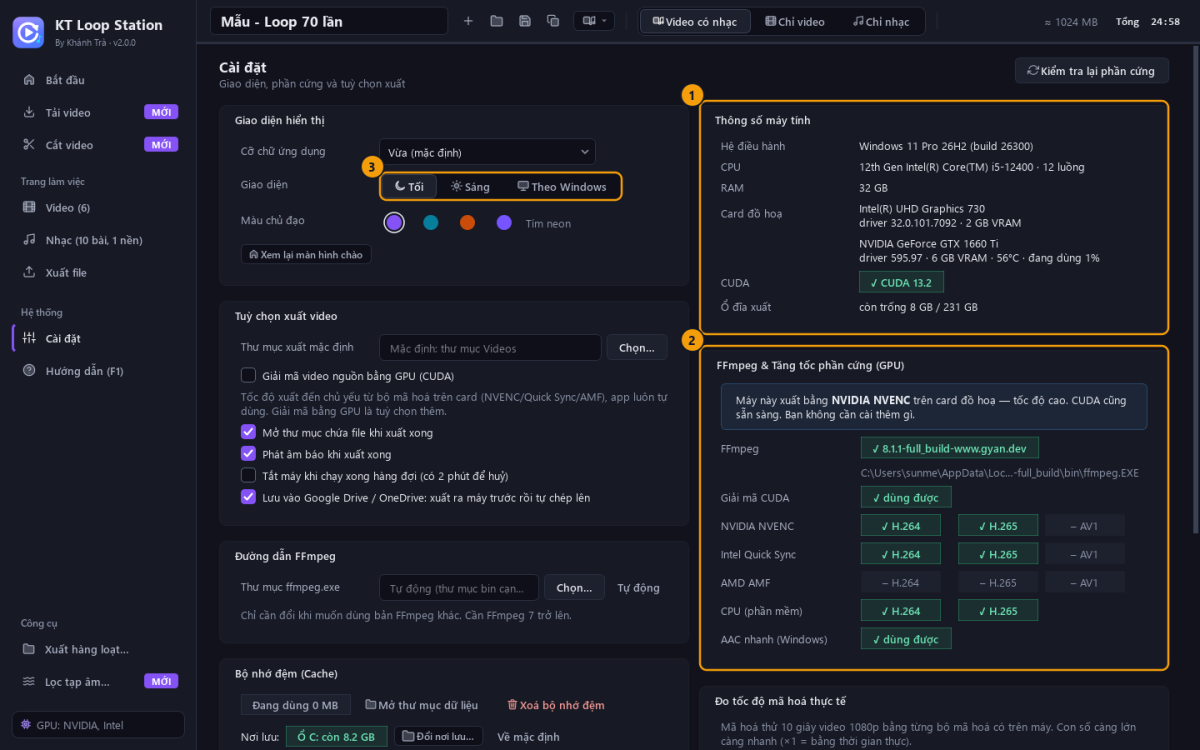 KT Loop Station
By Khánh Trà · v2.0.0
Bắt đầu
Tải video MỚI
Cắt video MỚI
Trang làm việc
Video (6)
Nhạc (10 bài, 1 nền)
Xuất file
Hệ thống
Cài đặt
Hướng dẫn (F1)
Công cụ
Xuất hàng loạt...
Lọc tạp âm... MỚI
GPU: NVIDIA, Intel
Mẫu - Loop 70 lần
Video có nhạc Chỉ video Chỉ nhạc
≈ 1024 MB Tổng 24:58
Cài đặt
Giao diện, phần cứng và tuỳ chọn xuất
Kiểm tra lại phần cứng
Giao diện hiển thị
Cỡ chữ ứng dụng Vừa (mặc định)
3
Giao diện Tối Sáng Theo Windows
Màu chủ đạo Tím neon
Xem lại màn hình chào
Tuỳ chọn xuất video
Thư mục xuất mặc định Mặc định: thư mục Videos Chọn...
Giải mã video nguồn bằng GPU (CUDA)
Tốc độ xuất đến chủ yếu từ bộ mã hoá trên card (NVENC/Quick Sync/AMF), app luôn tự
dùng. Giải mã bằng GPU là tuỳ chọn thêm.
Mở thư mục chứa file khi xuất xong
Phát âm báo khi xuất xong
Tắt máy khi chạy xong hàng đợi (có 2 phút để huỷ)
Lưu vào Google Drive / OneDrive: xuất ra máy trước rồi tự chép lên
Đường dẫn FFmpeg
Thư mục ffmpeg.exe Tự động (thư mục bin cạn... Chọn... Tự động
Chỉ cần đổi khi muốn dùng bản FFmpeg khác. Cần FFmpeg 7 trở lên.
Bộ nhớ đệm (Cache)
Đang dùng 0 MB Mở thư mục dữ liệu Xoá bộ nhớ đệm
Nơi lưu: Ổ C: còn 8.2 GB Đổi nơi lưu... Về mặc định
1
Thông số máy tính
Hệ điều hành Windows 11 Pro 26H2 (build 26300)
CPU 12th Gen Intel(R) Core(TM) i5-12400 · 12 luồng
RAM 32 GB
Card đồ hoạ Intel(R) UHD Graphics 730
driver 32.0.101.7092 · 2 GB VRAM
NVIDIA GeForce GTX 1660 Ti
driver 595.97 · 6 GB VRAM · 56°C · đang dùng 1%
CUDA ✓ CUDA 13.2
Ổ đĩa xuất còn trống 8 GB / 231 GB
2
FFmpeg & Tăng tốc phần cứng (GPU)
Máy này xuất bằng NVIDIA NVENC trên card đồ hoạ — tốc độ cao. CUDA cũng
sẵn sàng. Bạn không cần cài thêm gì.
FFmpeg ✓ 8.1.1-full_build-www.gyan.dev
C:\Users\sunme\AppData\Loc...-full_build\bin\ffmpeg.EXE
Giải mã CUDA ✓ dùng được
NVIDIA NVENC ✓ H.264 ✓ H.265 – AV1
Intel Quick Sync ✓ H.264 ✓ H.265 – AV1
AMD AMF – H.264 – H.265 – AV1
CPU (phần mềm) ✓ H.264 ✓ H.265
AAC nhanh (Windows) ✓ dùng được
Đo tốc độ mã hoá thực tế
Mã hoá thử 10 giây video 1080p bằng từng bộ mã hoá có trên máy. Con số càng lớn
càng nhanh (×1 = bằng thời gian thực).